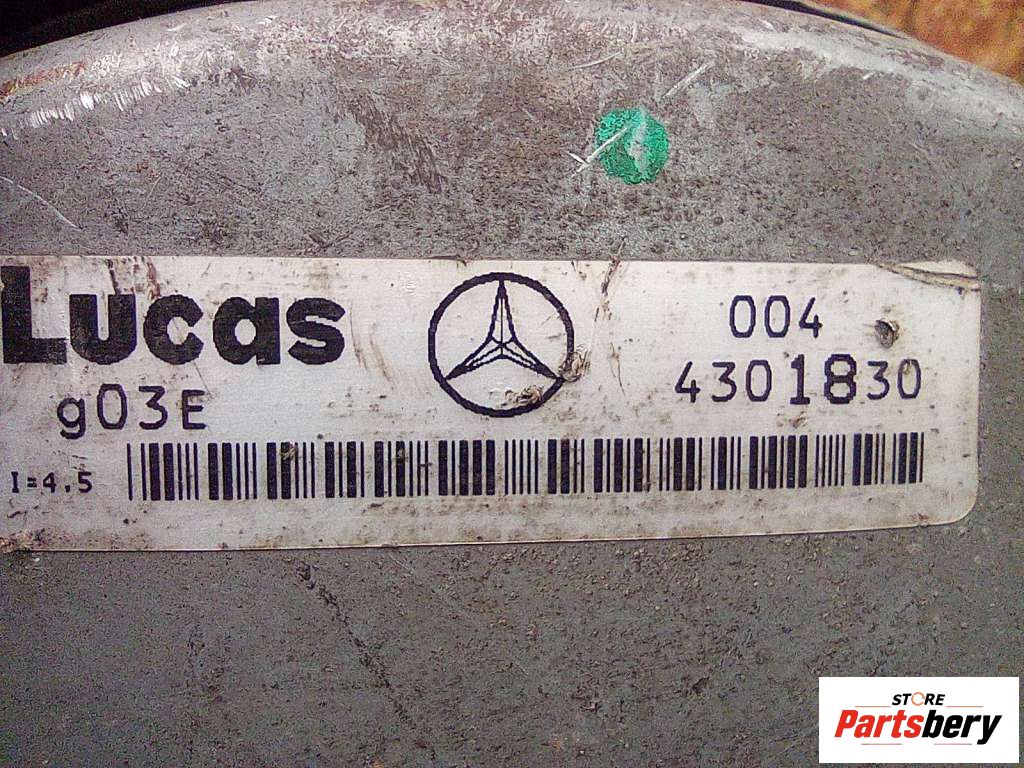 Lucas
g03E
I=4,5
004
4301830
STORE
Partsbery